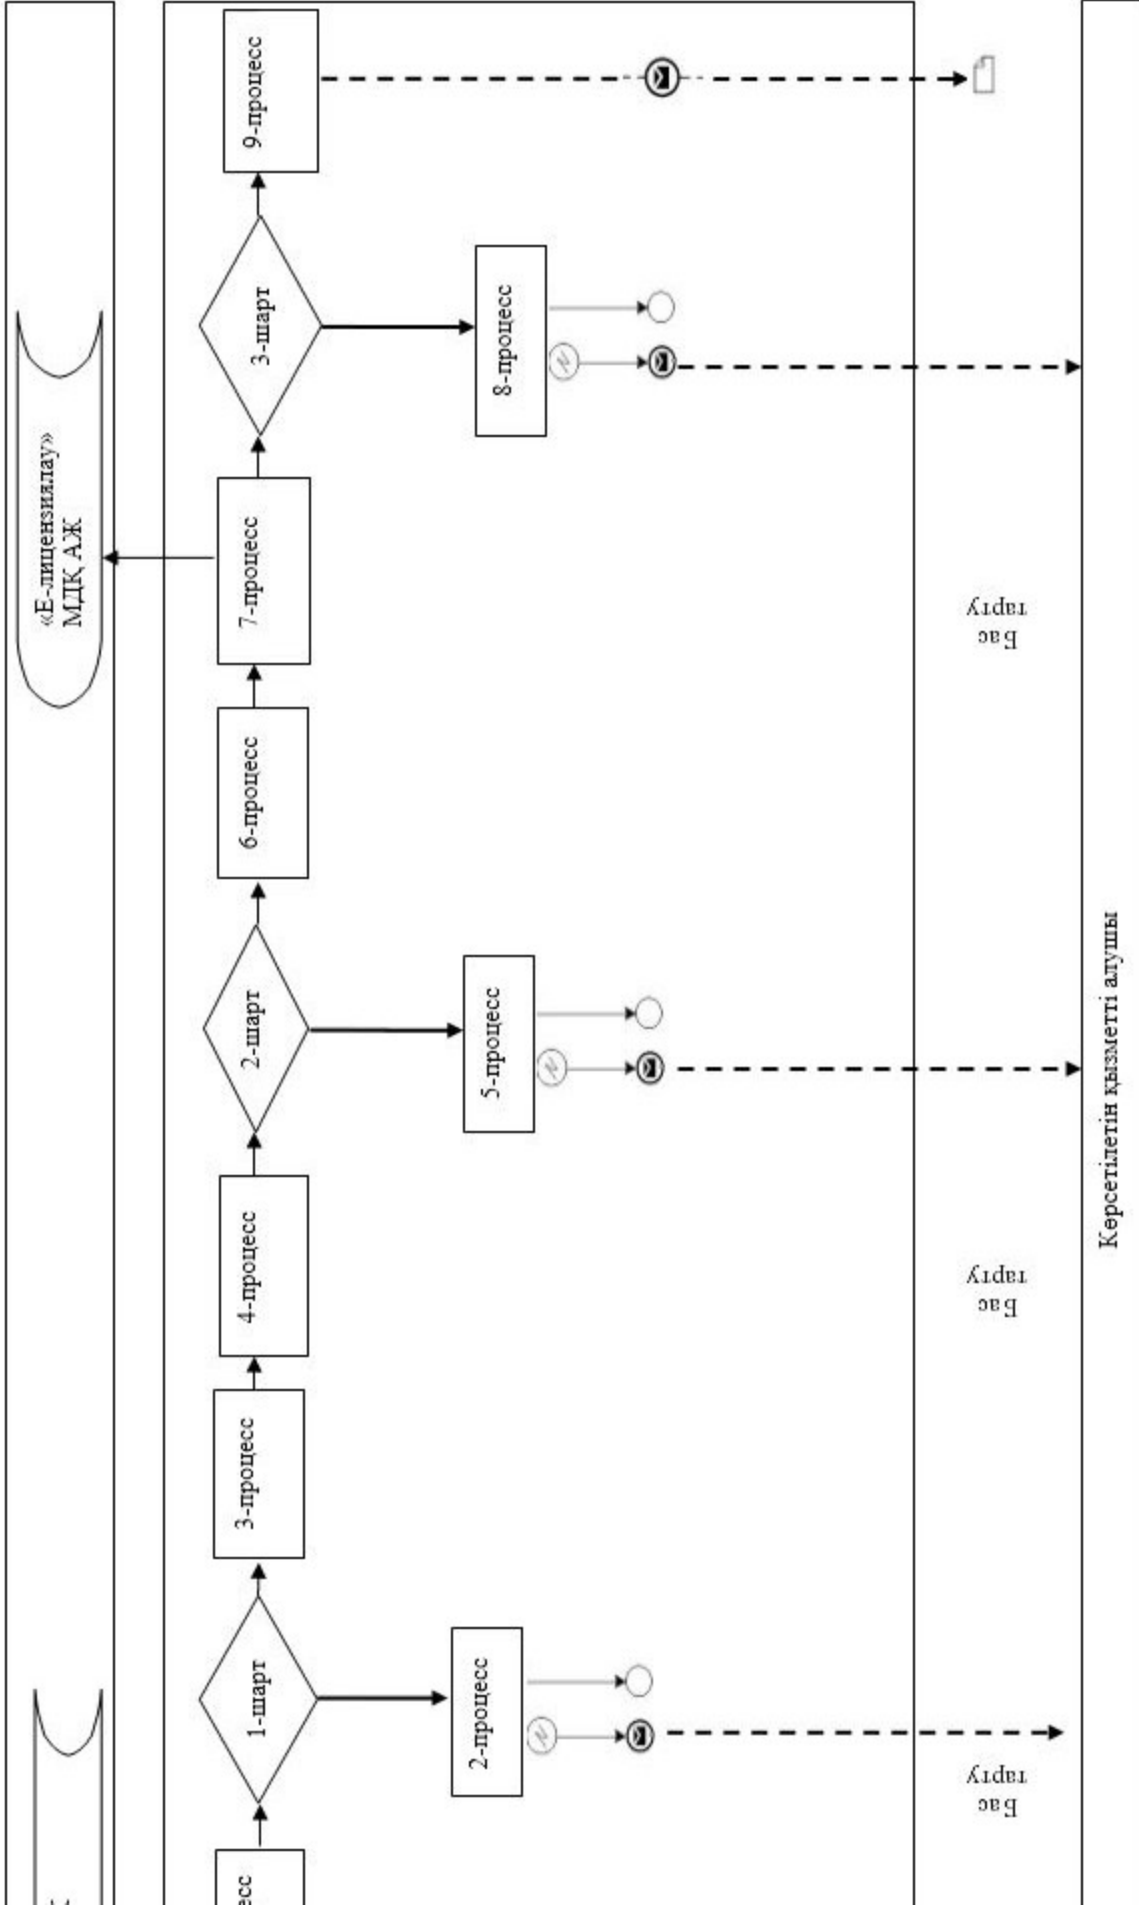 «Е-лицензиялау»
МДҚ АЖ
есс
1-шарт
3-процесс
4-процесс
2-шарт
6-процесс
7-процесс
3-шарт
9-процесс
2-процесс
5-процесс
8-процесс
Бас
тарту
Бас
тарту
Бас
тарту
Көрсетілетін қызметті алушы